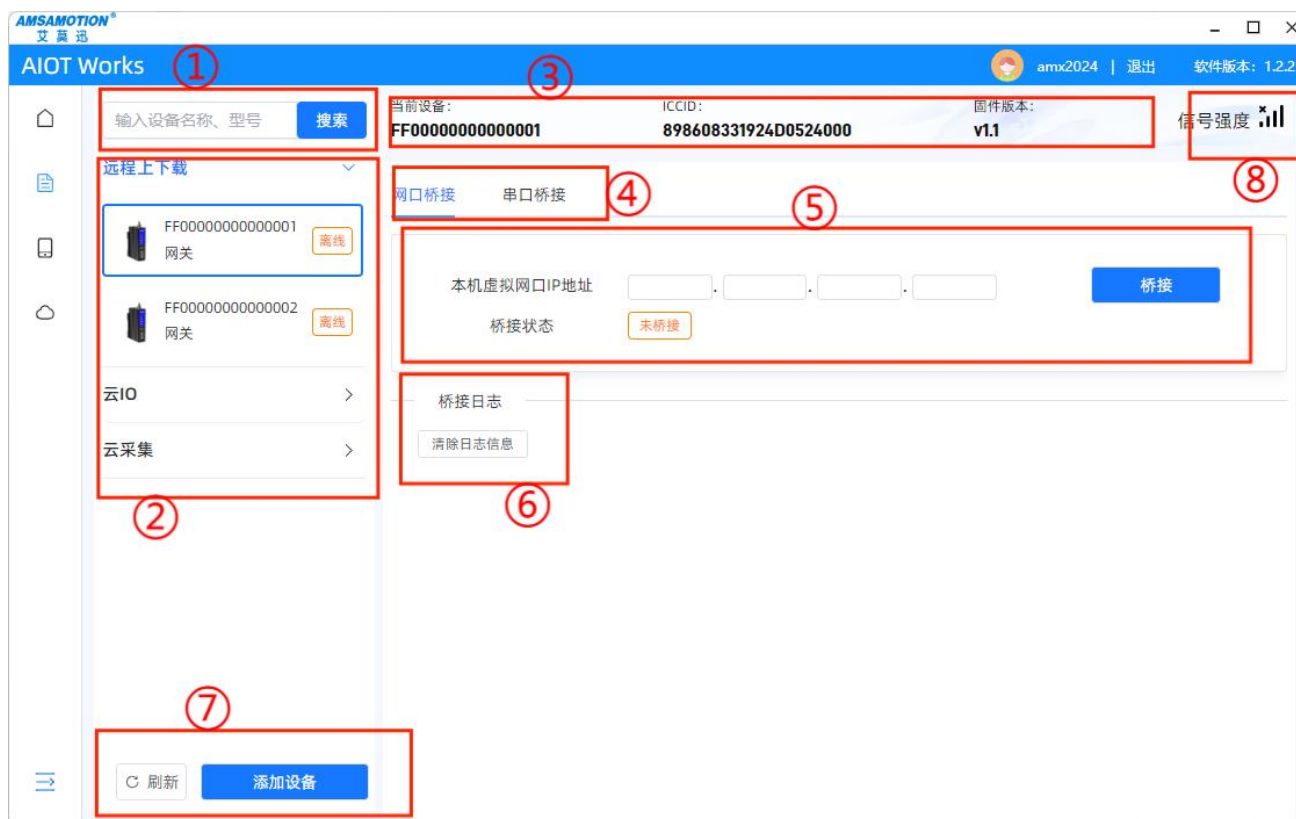 AMSAMOTION®
艾莫迅
AIOT Works
①
③
amx2024 | 退出
软件版本: 1.2.2
输入设备名称、型号
搜索
当前设备:
ICCID:
固件版本:
FF00000000000001
898608331924D0524000
v1.1
信号强度
⑧
远程上下载
网口桥接
串口桥接
④
⑤
FF00000000000001
网关
离线
FF00000000000002
网关
离线
本机虚拟网口IP地址
. . .
桥接
桥接状态
未桥接
云IO
云采集
桥接日志
清除日志信息
②
⑥
⑦
刷新
添加设备